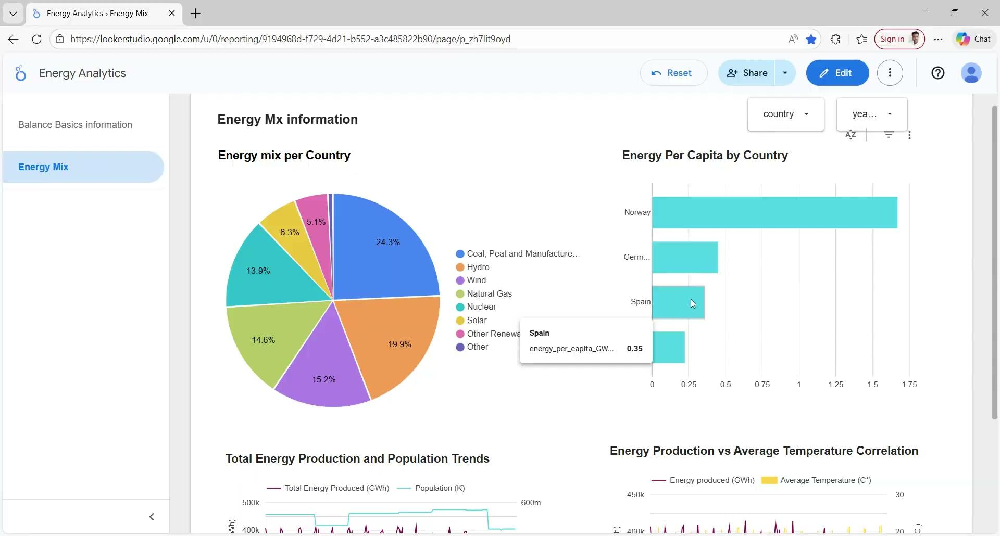 Energy Analytics › Energy Mix
https://lookerstudio.google.com/u/0/reporting/9194968d-f729-4d21-b552-a3c485822b90/page/p_zh7lit9oyd
Sign in
Chat
Energy Analytics
Reset
Share
Edit
Balance Basics information
Energy Mix
Energy Mx information
country
yea...
AZ
Energy mix per Country
24.3%
19.9%
15.2%
14.6%
13.9%
6.3%
5.1%
Coal, Peat and Manufacture...
Hydro
Wind
Natural Gas
Nuclear
Solar
Other Renewa
Other
Energy Per Capita by Country
Norway
Germ...
Spain
Spain
energy_per_capita_GW... 0.35
0 0.25 0.5 0.75 1 1.25 1.5 1.75
Total Energy Production and Population Trends
Total Energy Produced (GWh) Population (K)
500k 600m
400k
Wh)
Energy Production vs Average Temperature Correlation
Energy produced (GWh) Average Temperature (C°)
450k 30
400k 20
h)
C°)